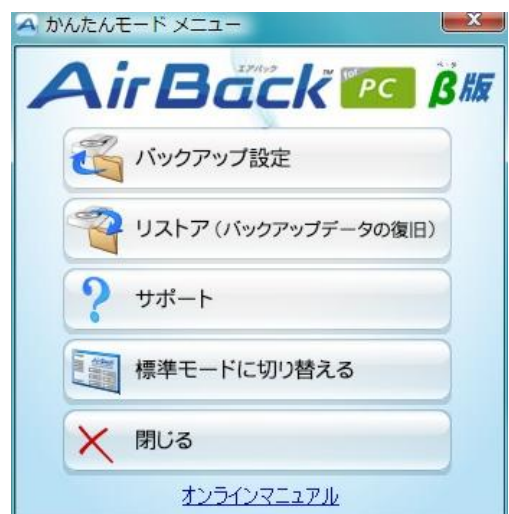 かんたんモード メニュー
エアバック
AirBack™ for PC
ベータ
β版
バックアップ設定
リストア（バックアップデータの復旧）
サポート
標準モードに切り替える
閉じる
オンラインマニュアル